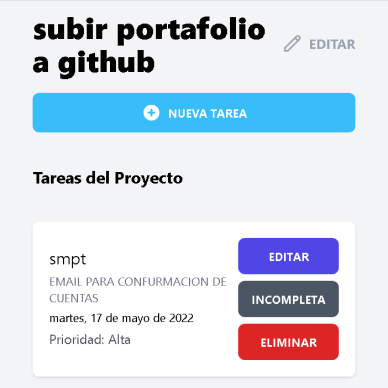 subir portafolio
a github
EDITAR
NUEVA TAREA
Tareas del Proyecto
smpt
EMAIL PARA CONFURMACION DE
CUENTAS
martes, 17 de mayo de 2022
Prioridad: Alta
EDITAR
INCOMPLETA
ELIMINAR